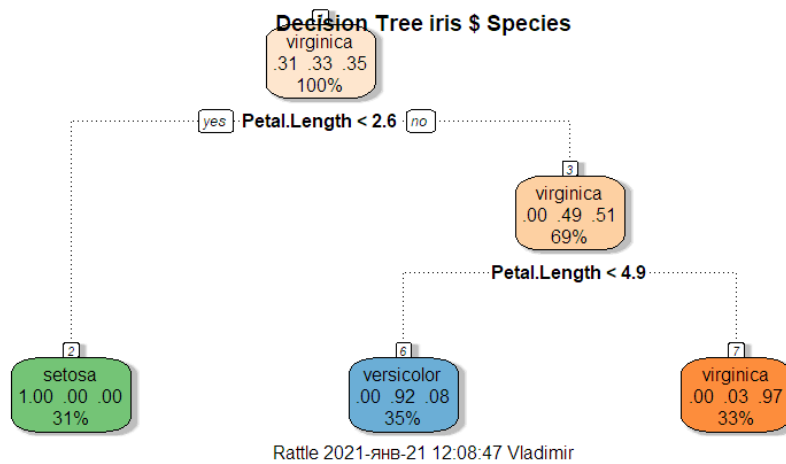 Decision Tree iris $ Species
1
virginica
.31 .33 .35
100%
yes Petal.Length < 2.6 no
3
virginica
.00 .49 .51
69%
Petal.Length < 4.9
2
setosa
1.00 .00 .00
31%
6
versicolor
.00 .92 .08
35%
7
virginica
.00 .03 .97
33%
Rattle 2021-янв-21 12:08:47 Vladimir